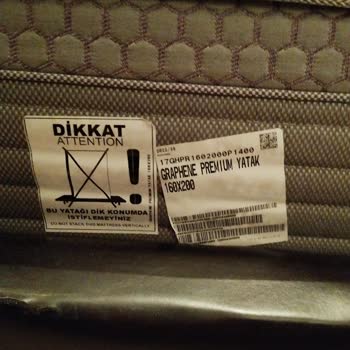 DİKKAT
ATTENTION
BU YATAĞI DİK KONUMDA
İSTİFLEMEYİNİZ
DO NOT STACK THIS MATTRESS VERTICALLY
17GHPR1602000P1400
GRAPHENE PREMIUM YATAK
160X200